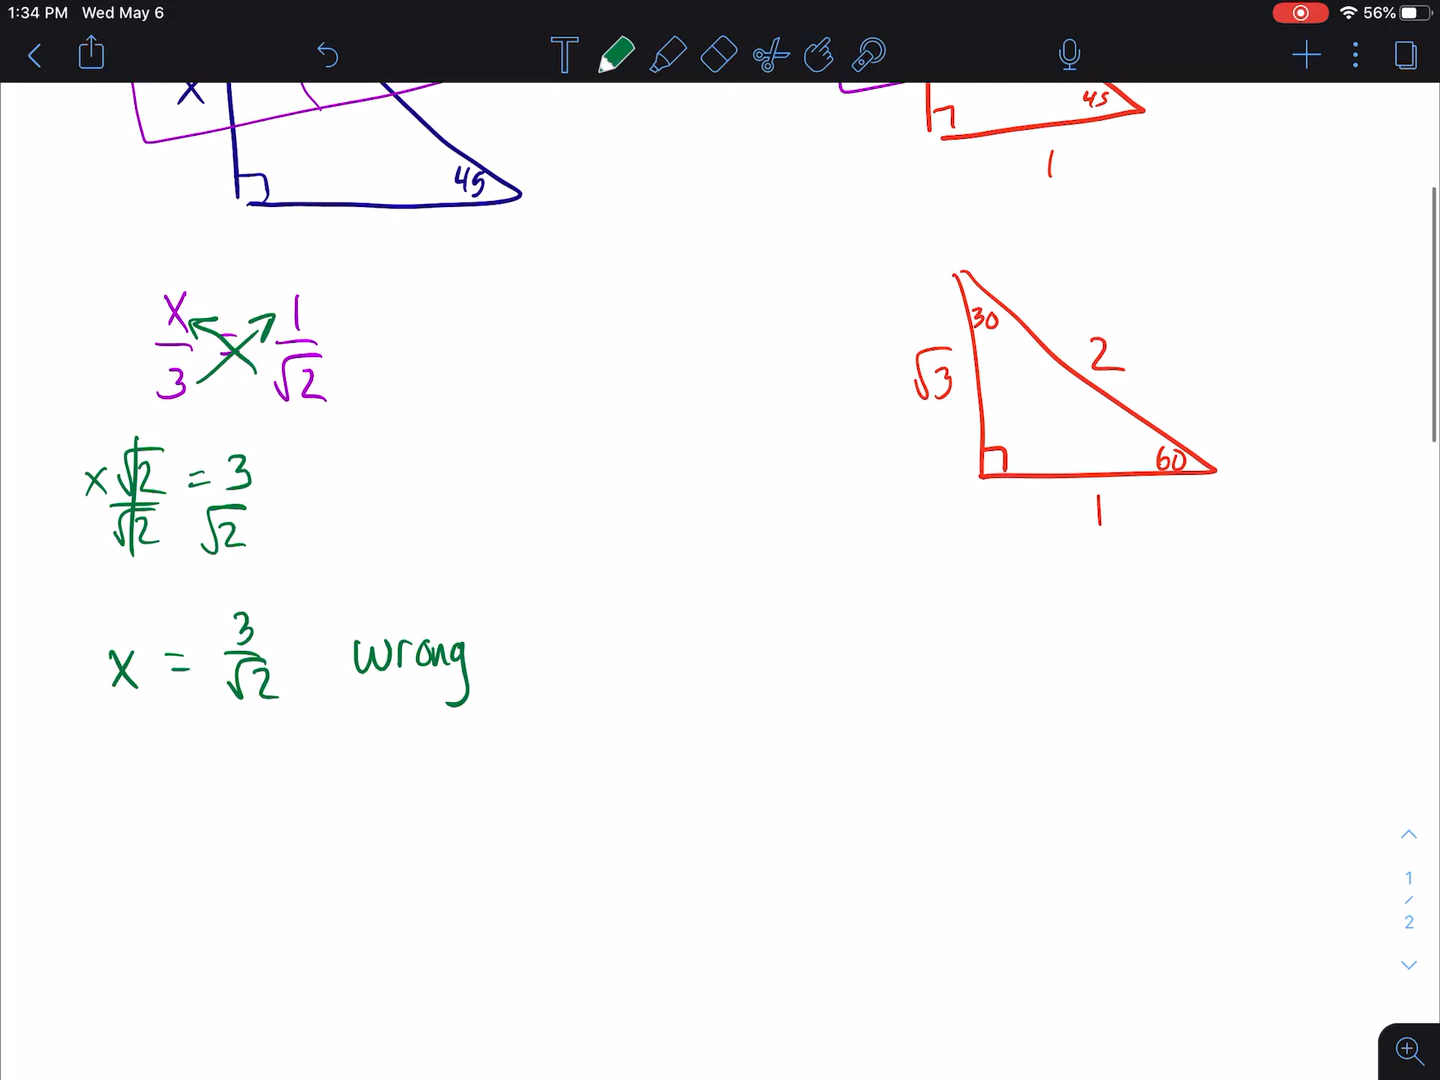 1:34 PM Wed May 6
56%
T
x
45
45
1
x/3 = 1/√2
30
√3
2
60
1
x√2/√2 = 3/√2
x = 3/√2 wrong
1
/
2